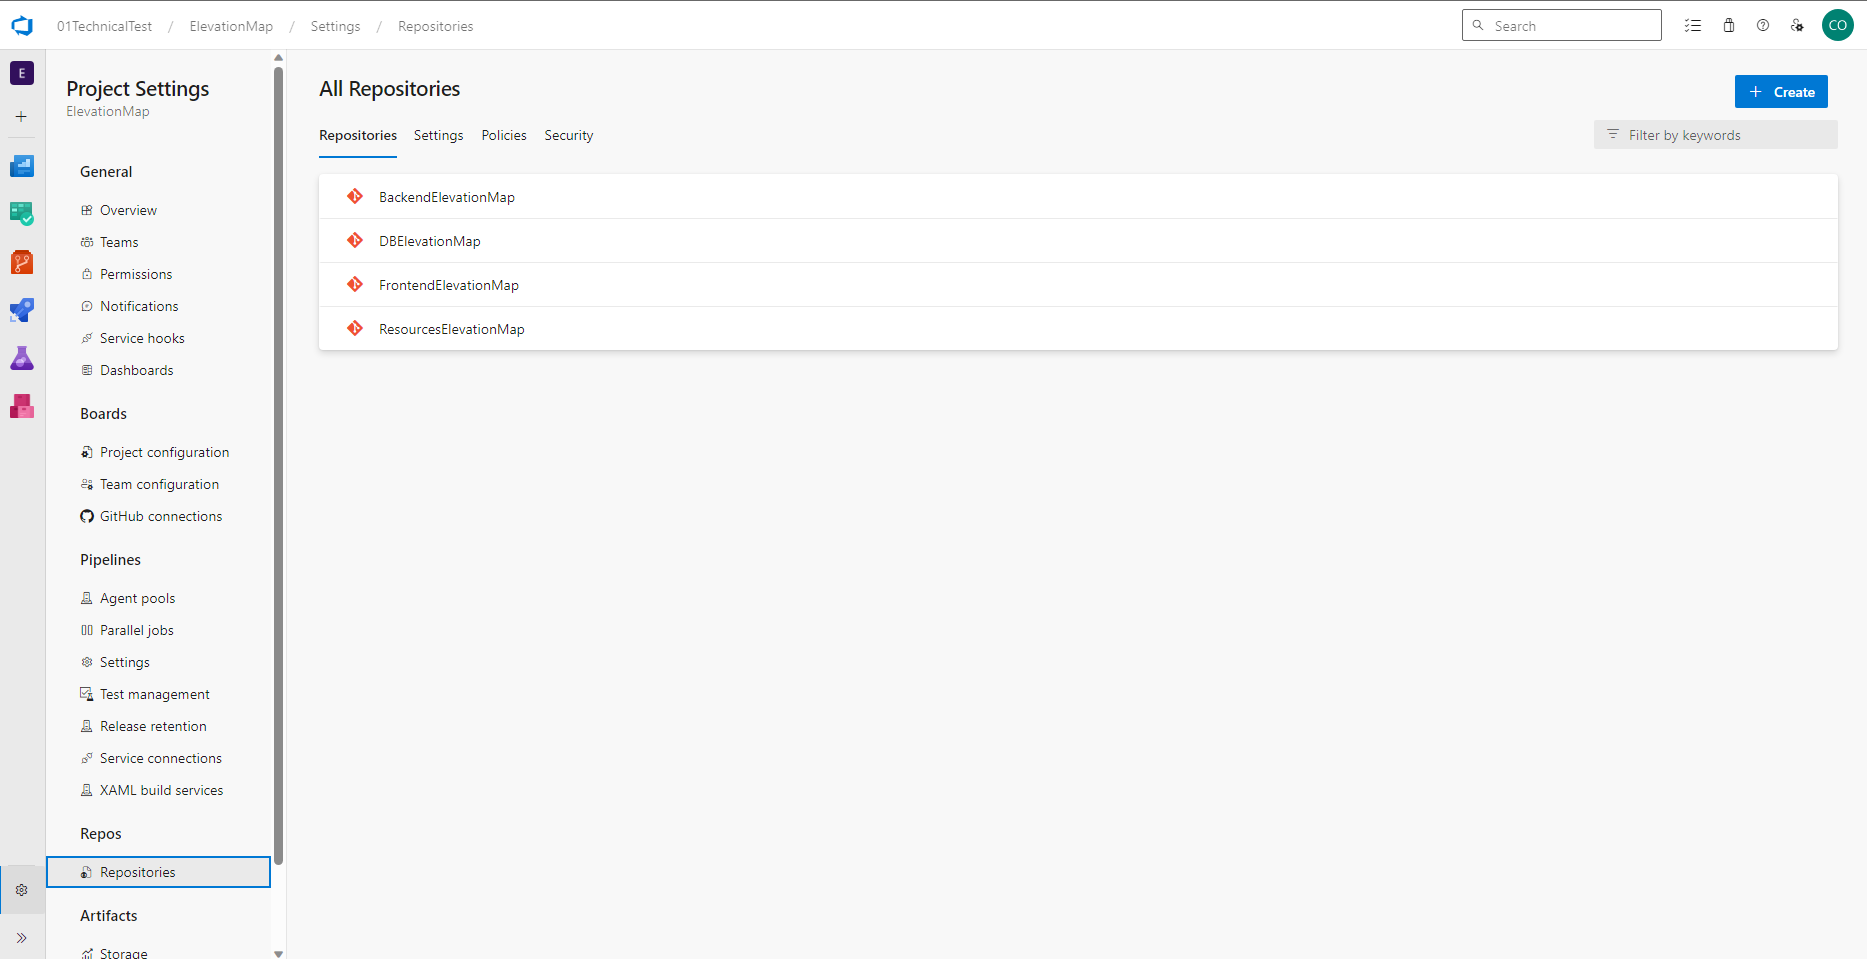 01TechnicalTest / ElevationMap / Settings / Repositories
Search
CO
E
Project Settings
ElevationMap
General
Overview
Teams
Permissions
Notifications
Service hooks
Dashboards
Boards
Project configuration
Team configuration
GitHub connections
Pipelines
Agent pools
Parallel jobs
Settings
Test management
Release retention
Service connections
XAML build services
Repos
Repositories
Artifacts
Storage
All Repositories
Create
Repositories Settings Policies Security
Filter by keywords
BackendElevationMap
DBElevationMap
FrontendElevationMap
ResourcesElevationMap